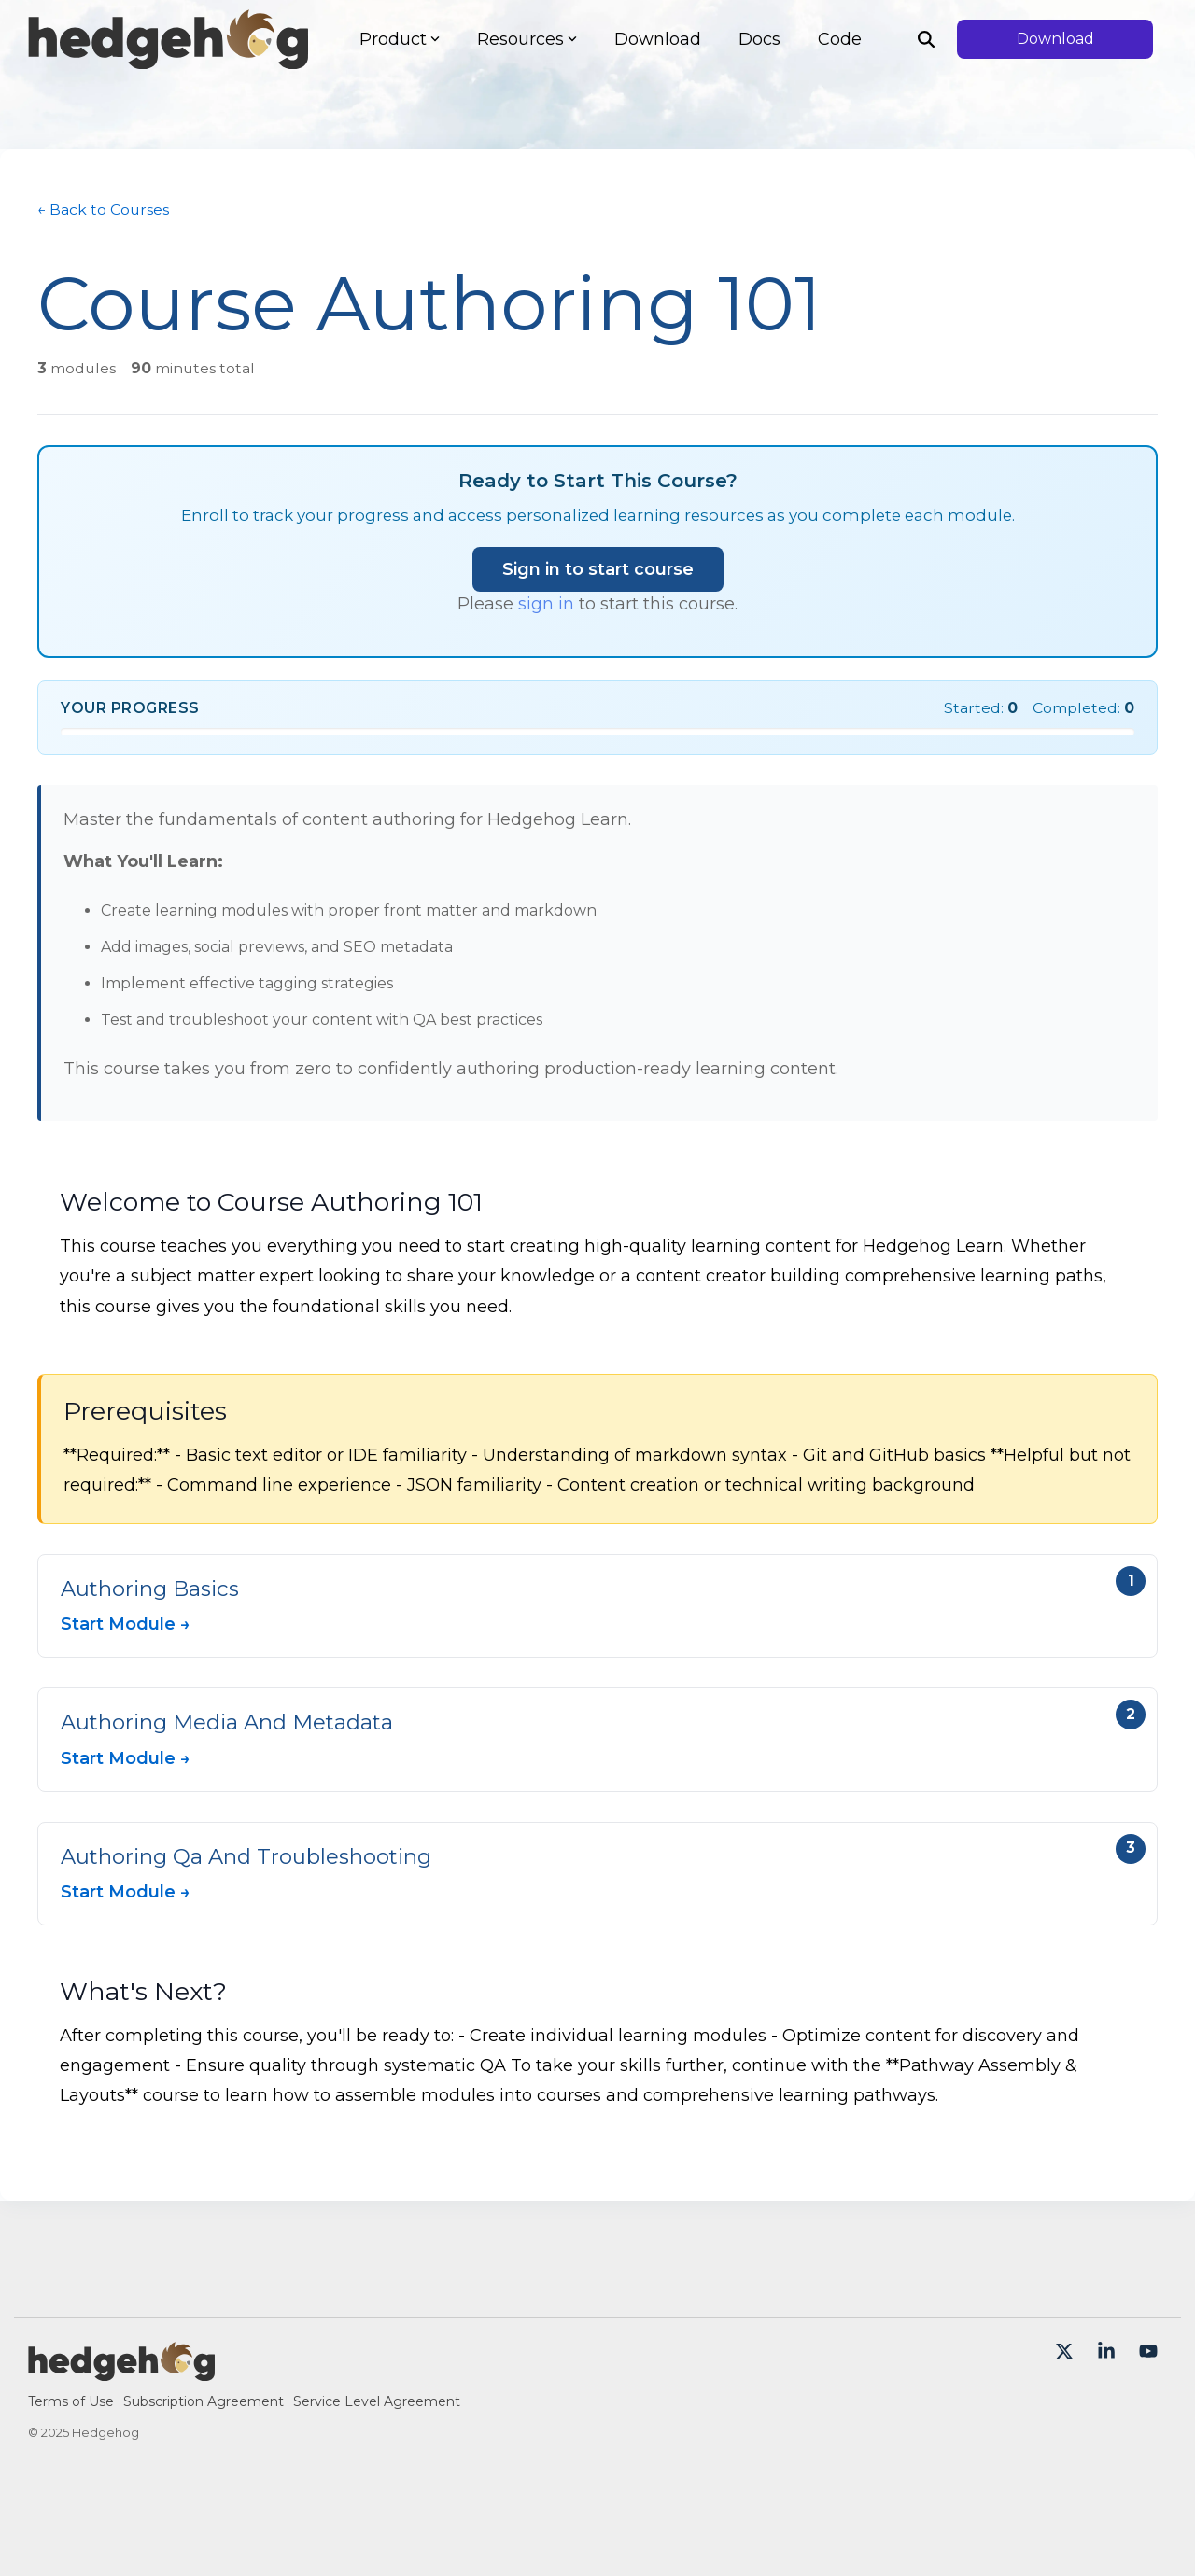 hedgehog
Product Resources Download Docs Code Download
← Back to Courses
Course Authoring 101
3 modules 90 minutes total
Ready to Start This Course?
Enroll to track your progress and access personalized learning resources as you complete each module.
Sign in to start course
Please sign in to start this course.
YOUR PROGRESS Started: 0 Completed: 0
Master the fundamentals of content authoring for Hedgehog Learn.
What You'll Learn:
• Create learning modules with proper front matter and markdown
• Add images, social previews, and SEO metadata
• Implement effective tagging strategies
• Test and troubleshoot your content with QA best practices
This course takes you from zero to confidently authoring production-ready learning content.
Welcome to Course Authoring 101
This course teaches you everything you need to start creating high-quality learning content for Hedgehog Learn. Whether
you're a subject matter expert looking to share your knowledge or a content creator building comprehensive learning paths,
this course gives you the foundational skills you need.
Prerequisites
**Required:** - Basic text editor or IDE familiarity - Understanding of markdown syntax - Git and GitHub basics **Helpful but not
required:** - Command line experience - JSON familiarity - Content creation or technical writing background
Authoring Basics 1
Start Module →
Authoring Media And Metadata 2
Start Module →
Authoring Qa And Troubleshooting 3
Start Module →
What's Next?
After completing this course, you'll be ready to: - Create individual learning modules - Optimize content for discovery and
engagement - Ensure quality through systematic QA To take your skills further, continue with the **Pathway Assembly &
Layouts** course to learn how to assemble modules into courses and comprehensive learning pathways.
hedgehog
Terms of Use Subscription Agreement Service Level Agreement
© 2025 Hedgehog